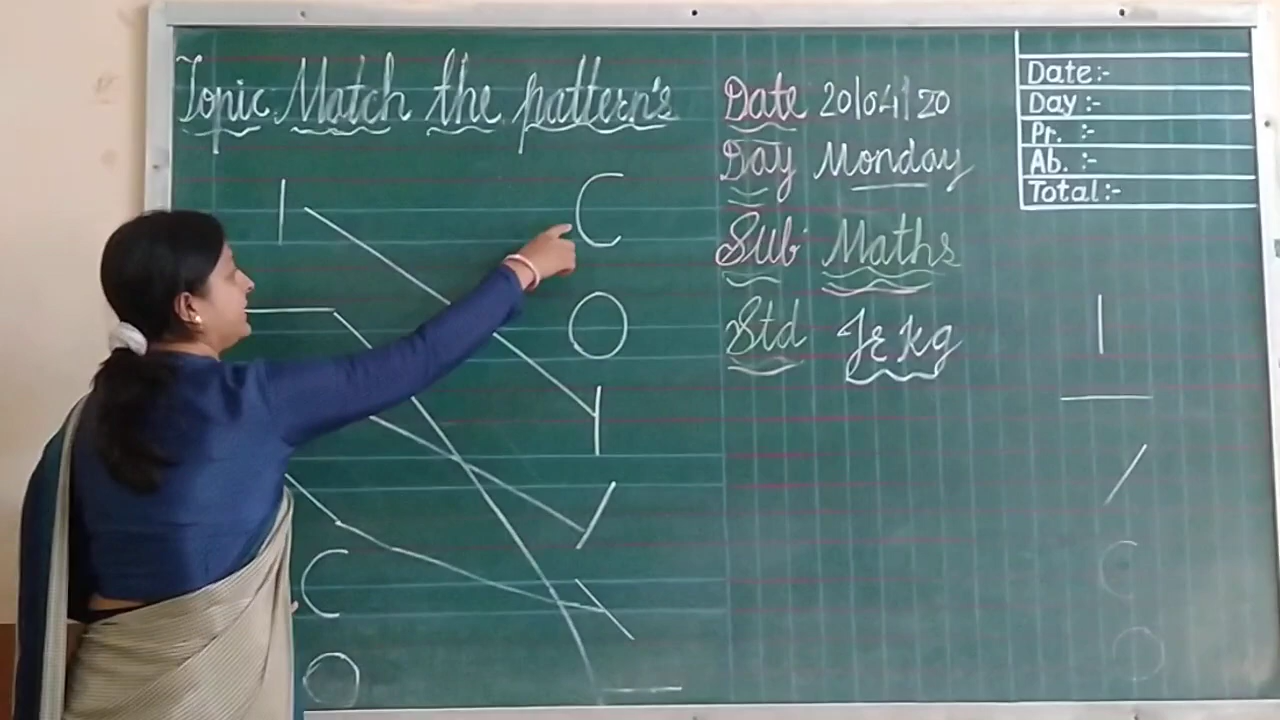 Topic Match the pattern's
Date 20/04/20
Day Monday
Sub: Maths
Std Jr Kg
Date:-
Day :-
Pr. :-
Ab. :-
Total:-